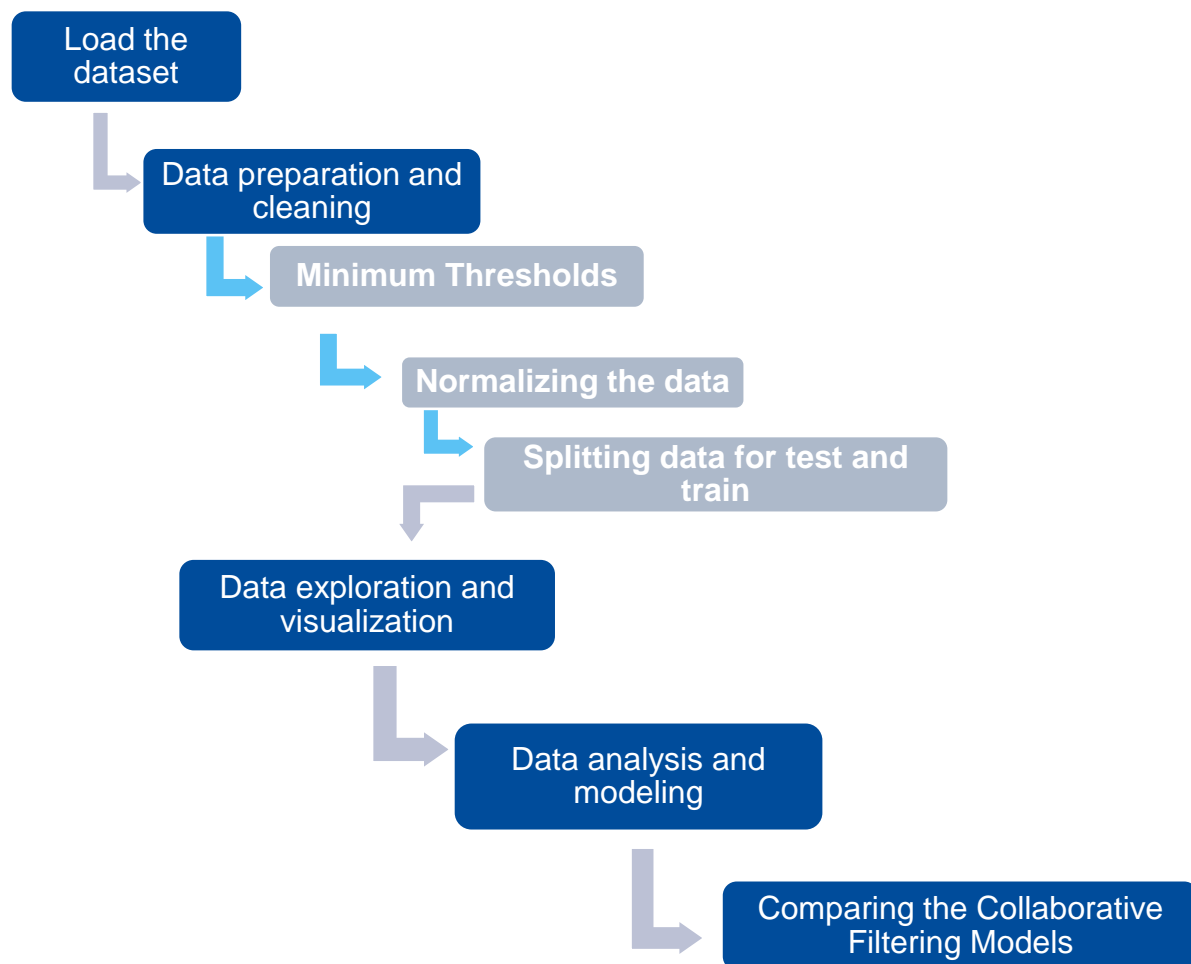 Load the
dataset
Data preparation and
cleaning
Minimum Thresholds
Normalizing the data
Splitting data for test and
train
Data exploration and
visualization
Data analysis and
modeling
Comparing the Collaborative
Filtering Models